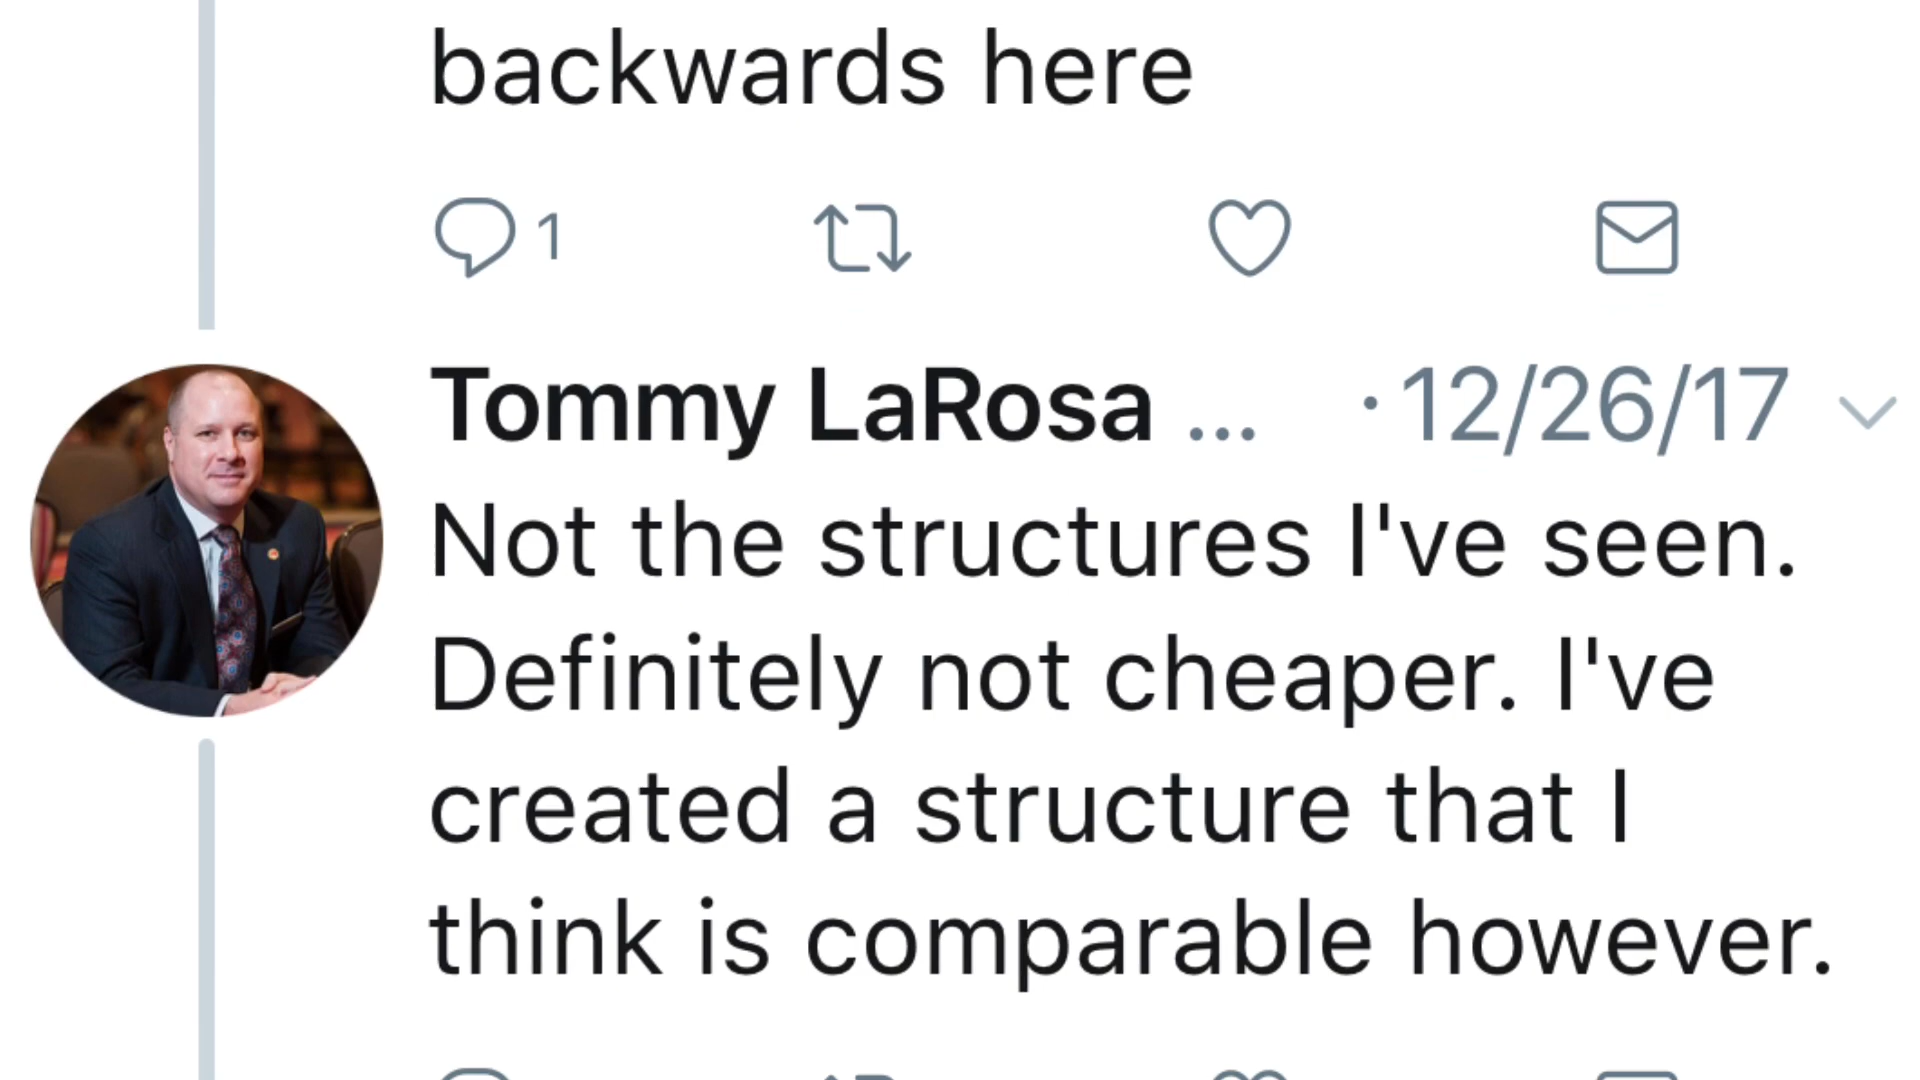 backwards here
1
Tommy LaRosa ... · 12/26/17
Not the structures I've seen.
Definitely not cheaper. I've
created a structure that I
think is comparable however.